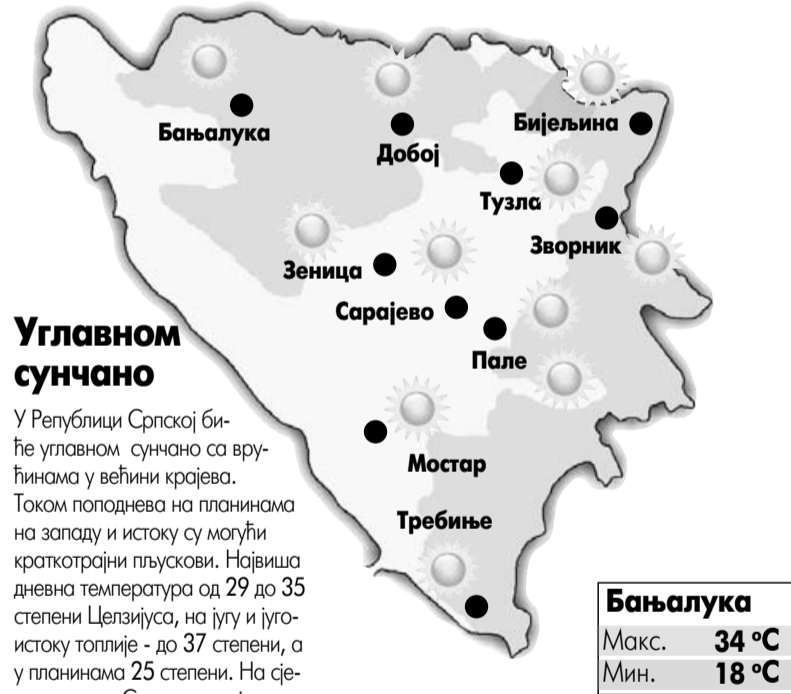 Бањалука
Добој
Бијељина
Тузла
Зворник
Зеница
Сарајево
Пале
Мостар
Требиње
Углавном
сунчано
У Републици Српској би-
ће углавном сунчано са вру-
ћинама у већини крајева.
Током поподнева на планинама
на западу и истоку су могући
краткотрајни пљускови. Највиша
дневна температура од 29 до 35
степени Целзијуса, на југу и југо-
истоку топлије - до 37 степени, а
у планинама 25 степени. На сје-
Бањалука
Макс. 34 °C
Мин. 18 °C